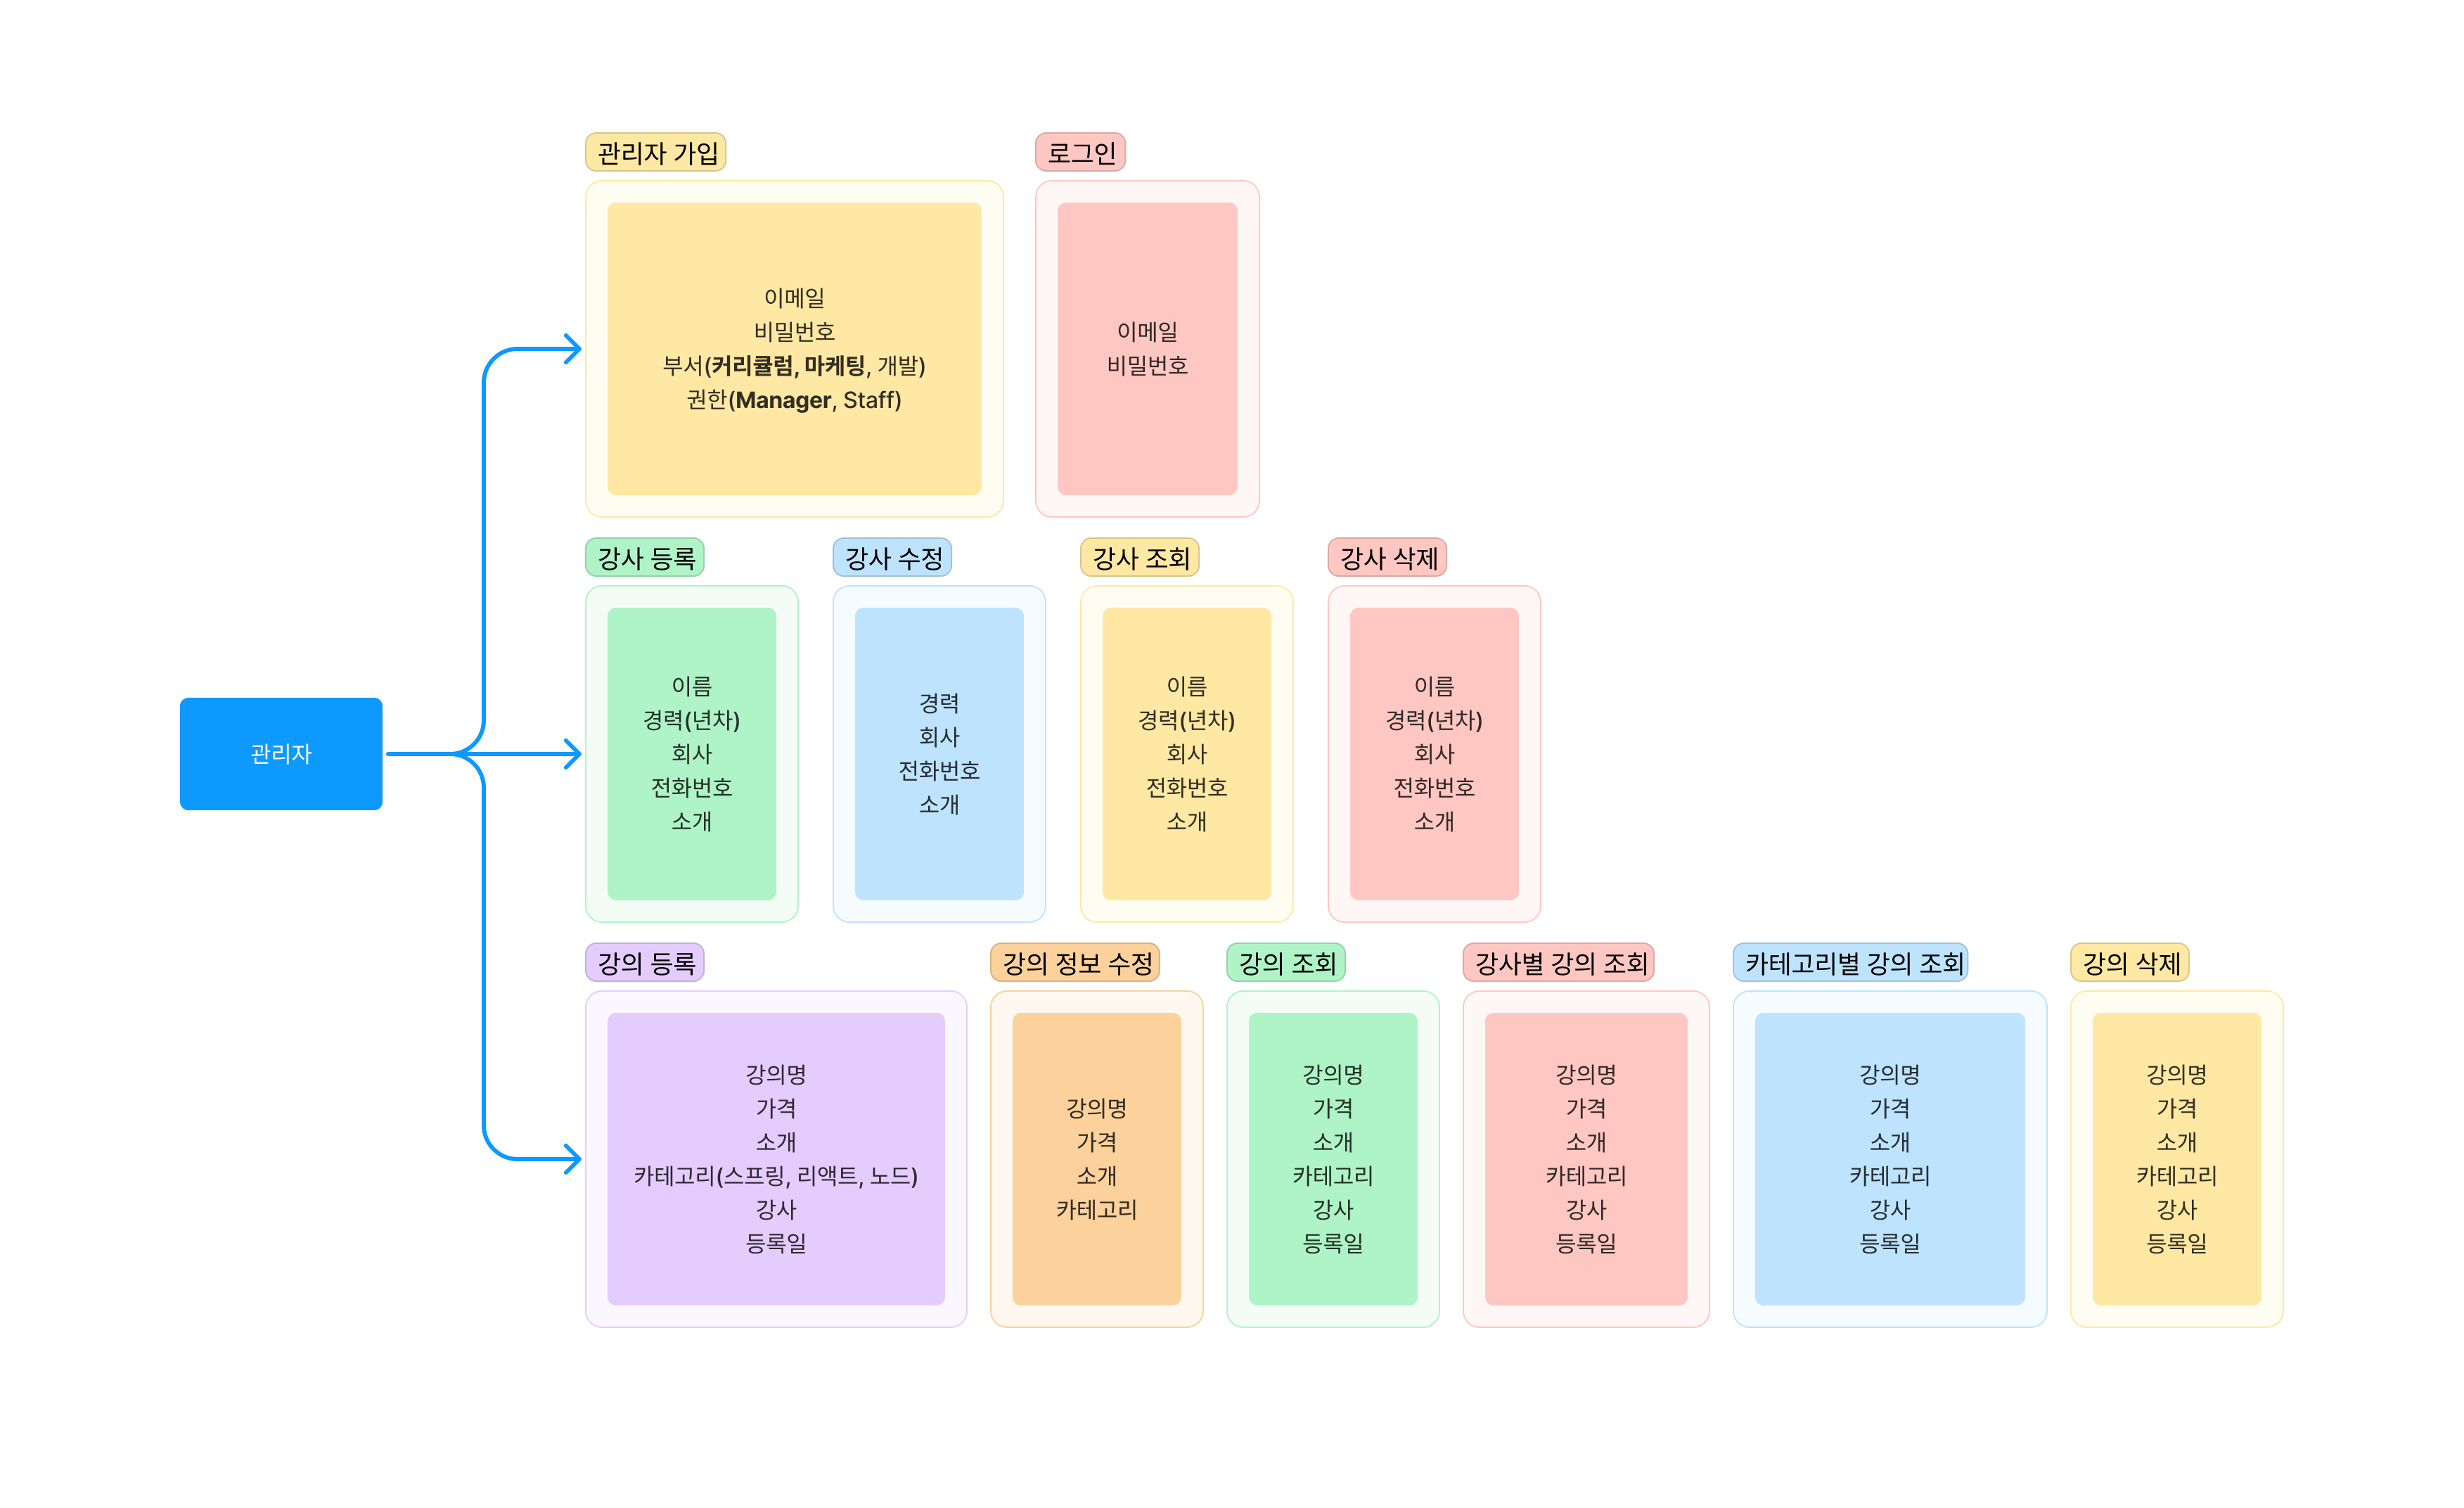 관리자
관리자 가입
이메일
비밀번호
부서(커리큘럼, 마케팅, 개발)
권한(Manager, Staff)
로그인
이메일
비밀번호
강사 등록
이름
경력(년차)
회사
전화번호
소개
강사 수정
경력
회사
전화번호
소개
강사 조회
이름
경력(년차)
회사
전화번호
소개
강사 삭제
이름
경력(년차)
회사
전화번호
소개
강의 등록
강의명
가격
소개
카테고리(스프링, 리액트, 노드)
강사
등록일
강의 정보 수정
강의명
가격
소개
카테고리
강의 조회
강의명
가격
소개
카테고리
강사
등록일
강사별 강의 조회
강의명
가격
소개
카테고리
강사
등록일
카테고리별 강의 조회
강의명
가격
소개
카테고리
강사
등록일
강의 삭제
강의명
가격
소개
카테고리
강사
등록일